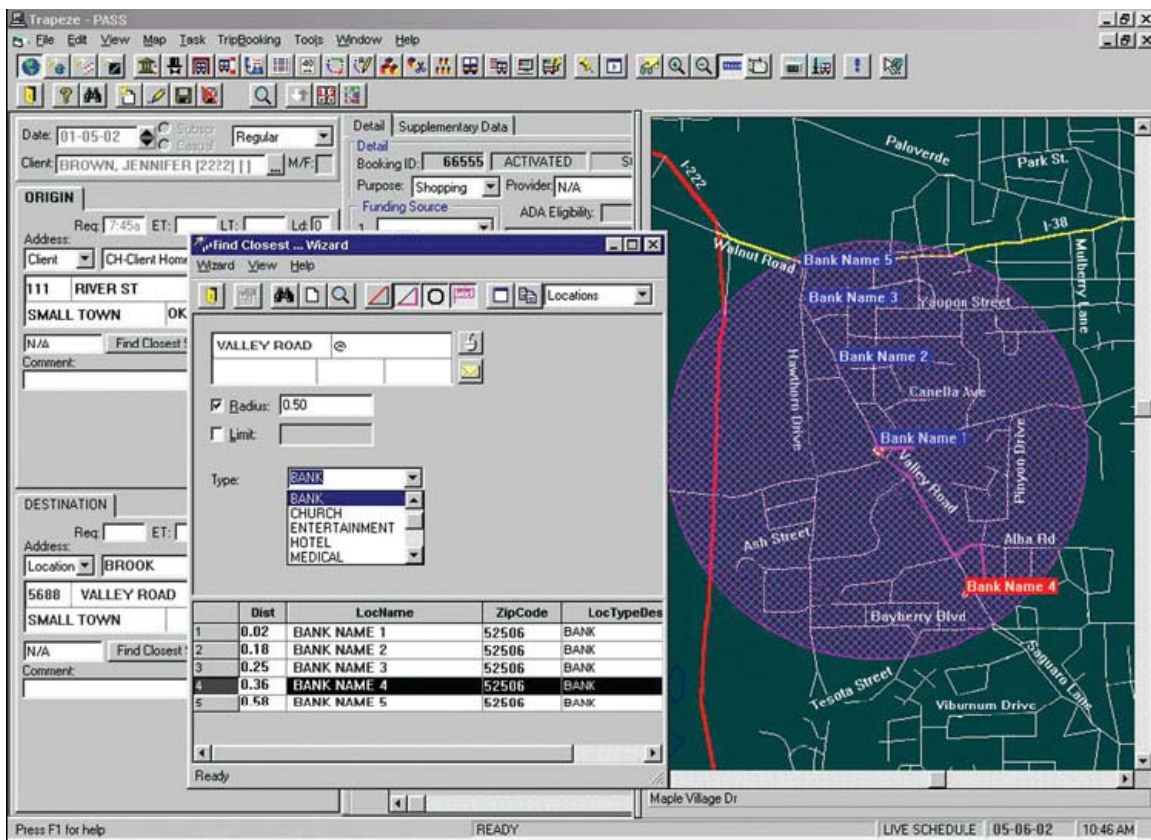 Trapeze - PASS
File Edit View Map Task TripBooking Tools Window Help
Date: 01-05-02 Subscr Casual Regular
Client: BROWN, JENNIFER [2222] [ ] ... M/F:
ORIGIN
Req: 7:45a ET: LT: Ld: 0
Address:
Client CH-Client Home
111 RIVER ST
SMALL TOWN OK
N/A Find Closest
Comment:
DESTINATION
Req: ET:
Address:
Location BROOK
5688 VALLEY ROAD
SMALL TOWN
N/A Find Closest
Comment:
Detail Supplementary Data
Detail
Booking ID: 66555 ACTIVATED
Purpose: Shopping Provider: N/A
Funding Source ADA Eligibility:
1
Find Closest ... Wizard
Wizard View Help
Locations
VALLEY ROAD @
Radius: 0.50
Limit:
Type: BANK
BANK
CHURCH
ENTERTAINMENT
HOTEL
MEDICAL
Dist LocName ZipCode LocTypeDes
1 0.02 BANK NAME 1 52506 BANK
2 0.18 BANK NAME 2 52506 BANK
3 0.25 BANK NAME 3 52506 BANK
4 0.36 BANK NAME 4 52506 BANK
5 0.58 BANK NAME 5 52506 BANK
Ready
Paloverde
Park St.
I-222
I-38
Walnut Road
Bank Name 5
Mulberry Lane
Bank Name 3
Yaupon Street
Hawthorn Drive
Bank Name 2
Canella Ave
Bank Name 1
Valley Road
Pinyon Drive
Ash Street
Alba Rd
Bank Name 4
Bayberry Blvd
Saguaro Lane
Tesota Street
Viburnum Drive
Maple Village Dr
Press F1 for help READY LIVE SCHEDULE 05-06-02 10:46 AM